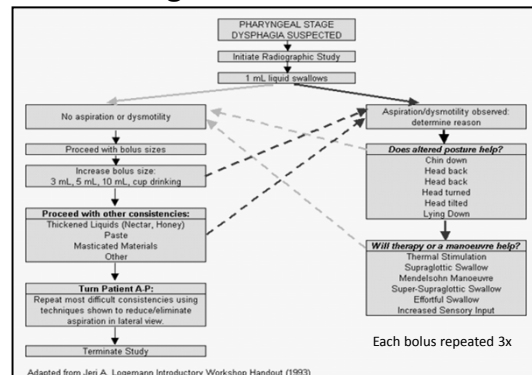 PHARYNGEAL STAGE
DYSPHAGIA SUSPECTED
Initiate Radiographic Study
1 mL liquid swallows
No aspiration or dysmotility
Proceed with bolus sizes
Increase bolus size:
3 mL, 5 mL, 10 mL, cup drinking
Proceed with other consistencies:
Thickened Liquids (Nectar, Honey)
Paste
Masticated Materials
Other
Turn Patient A-P:
Repeat most difficult consistencies using
techniques shown to reduce/eliminate
aspiration in lateral view.
Terminate Study
Aspiration/dysmotility observed:
determine reason
Does altered posture help?
Chin down
Head back
Head back
Head turned
Head tilted
Lying Down
Will therapy or a manoeuvre help?
Thermal Stimulation
Supraglottic Swallow
Mendelsohn Manoeuvre
Super-Supraglottic Swallow
Effortful Swallow
Increased Sensory Input
Each bolus repeated 3x
Adapted from Jeri A. Logemann Introductory Workshop Handout (1993)